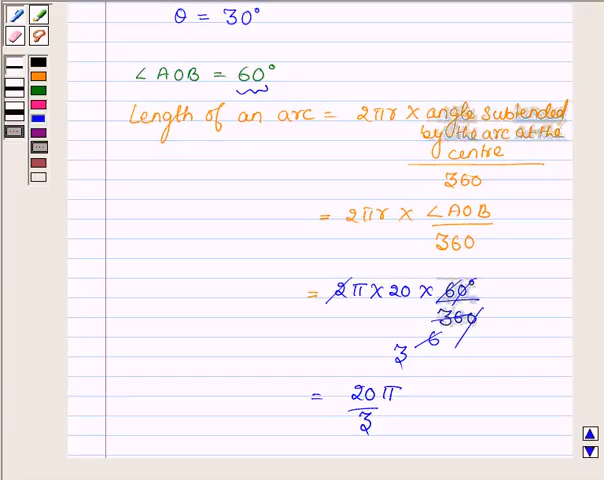 θ = 30°
∠AOB = 60°
Length of an arc = 2πr × angle subtended
by the arc at the
centre
360
= 2πr × ∠AOB
360
= 2π × 20 × 60°
360
3 6
= 20π
3